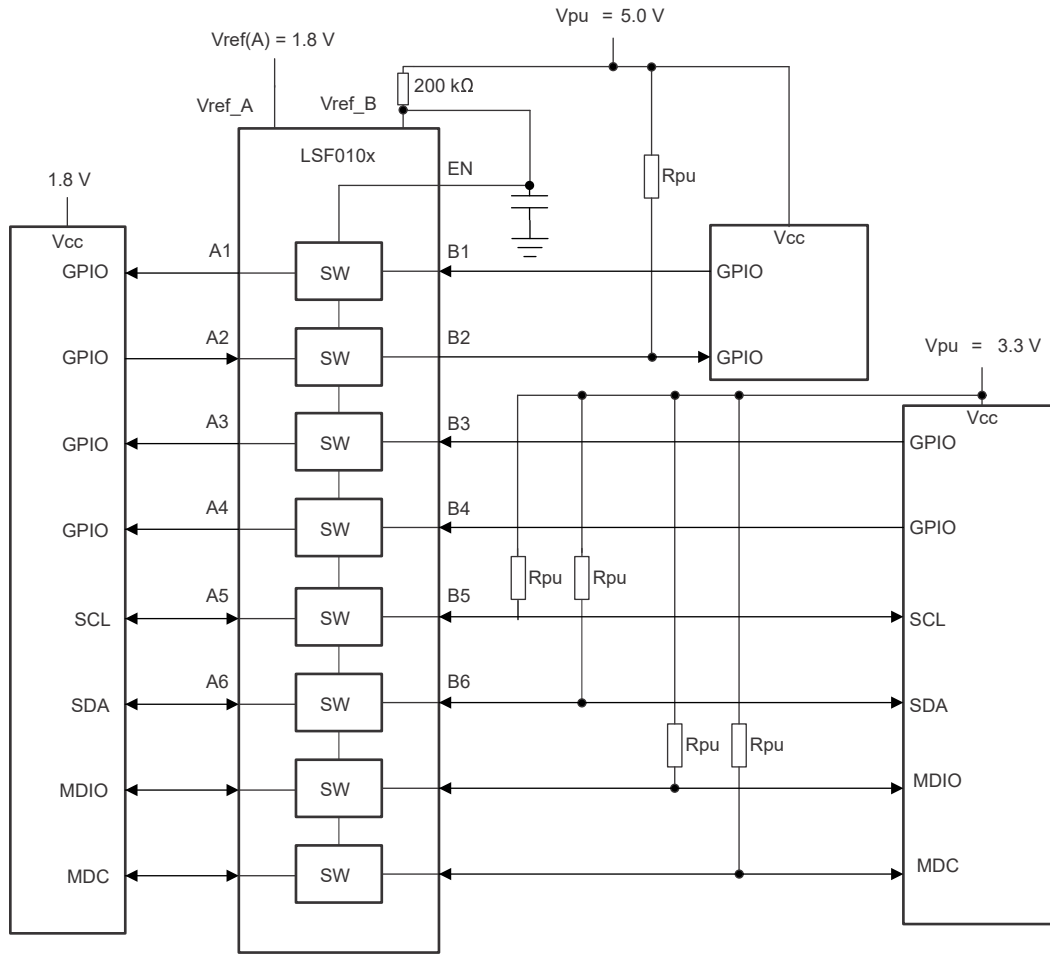 Vpu = 5.0 V
Vref(A) = 1.8 V
200 kΩ
Vref_A
Vref_B
LSF010x
EN
Rpu
1.8 V
Vcc
Vcc
GPIO
A1
SW
B1
GPIO
GPIO
A2
SW
B2
GPIO
Vpu = 3.3 V
Vcc
GPIO
A3
SW
B3
GPIO
GPIO
A4
SW
B4
GPIO
Rpu
Rpu
SCL
A5
SW
B5
SCL
SDA
A6
SW
B6
SDA
Rpu
Rpu
MDIO
SW
MDIO
MDC
SW
MDC